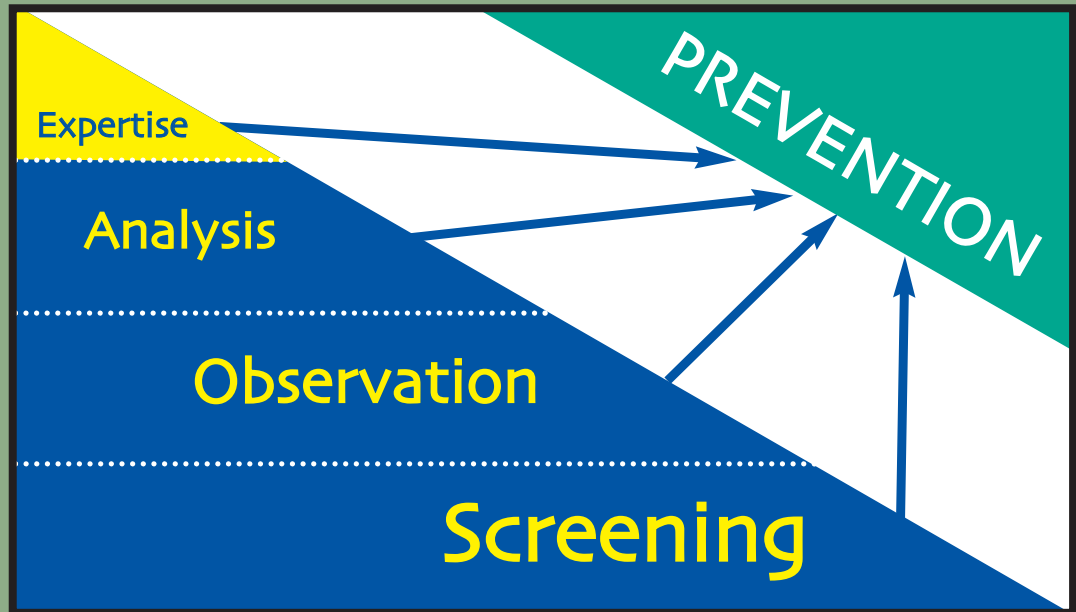 PREVENTION
Expertise
Analysis
Observation
Screening